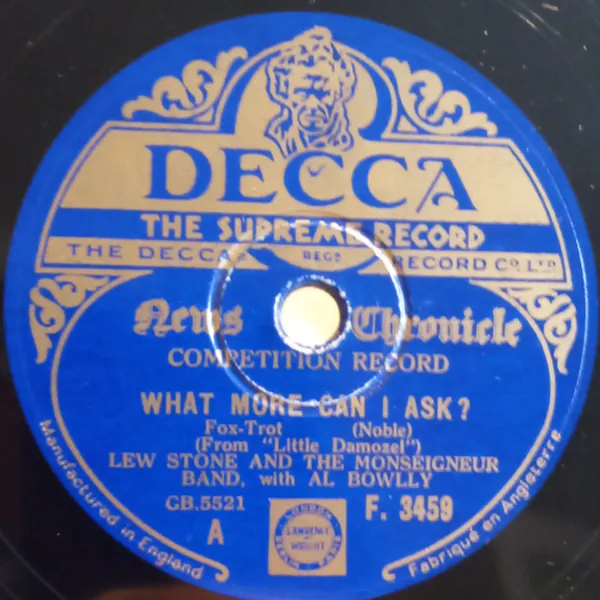 DECCA
THE SUPREME RECORD
THE DECCA REGD RECORD CO. LTD
News Chronicle
COMPETITION RECORD
WHAT MORE CAN I ASK?
Fox-Trot (Noble)
(From "Little Damozel")
LEW STONE AND THE MONSEIGNEUR
BAND, with AL BOWLLY
GB.5521 F. 3459
A
LAWRENCE
WRIGHT
Manufactured in England
Fabriqué en Angleterre